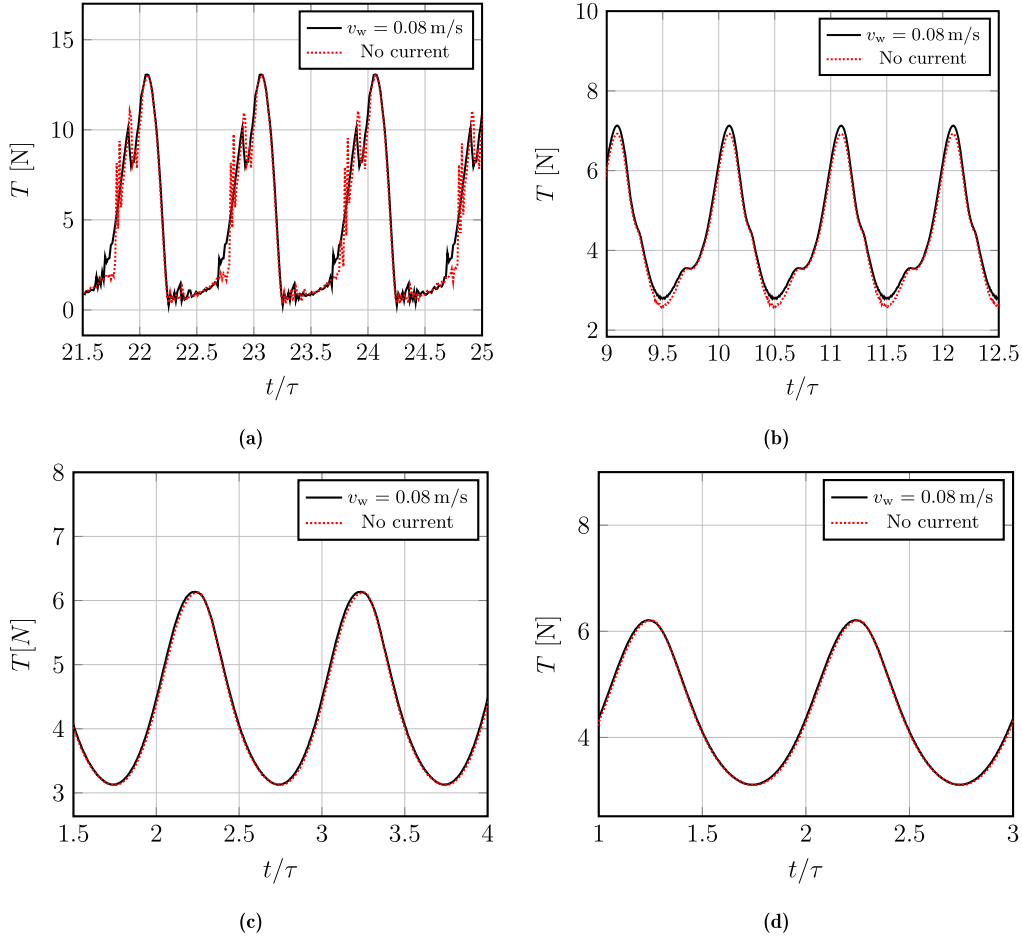 v_w = 0.08 m/s
No current
T [N]
15
10
5
0
21.5 22 22.5 23 23.5 24 24.5 25
t/τ
(a)
v_w = 0.08 m/s
No current
T [N]
10
8
6
4
2
9 9.5 10 10.5 11 11.5 12 12.5
t/τ
(b)
v_w = 0.08 m/s
No current
T[N]
8
7
6
5
4
3
1.5 2 2.5 3 3.5 4
t/τ
(c)
v_w = 0.08 m/s
No current
T [N]
8
6
4
1 1.5 2 2.5 3
t/τ
(d)